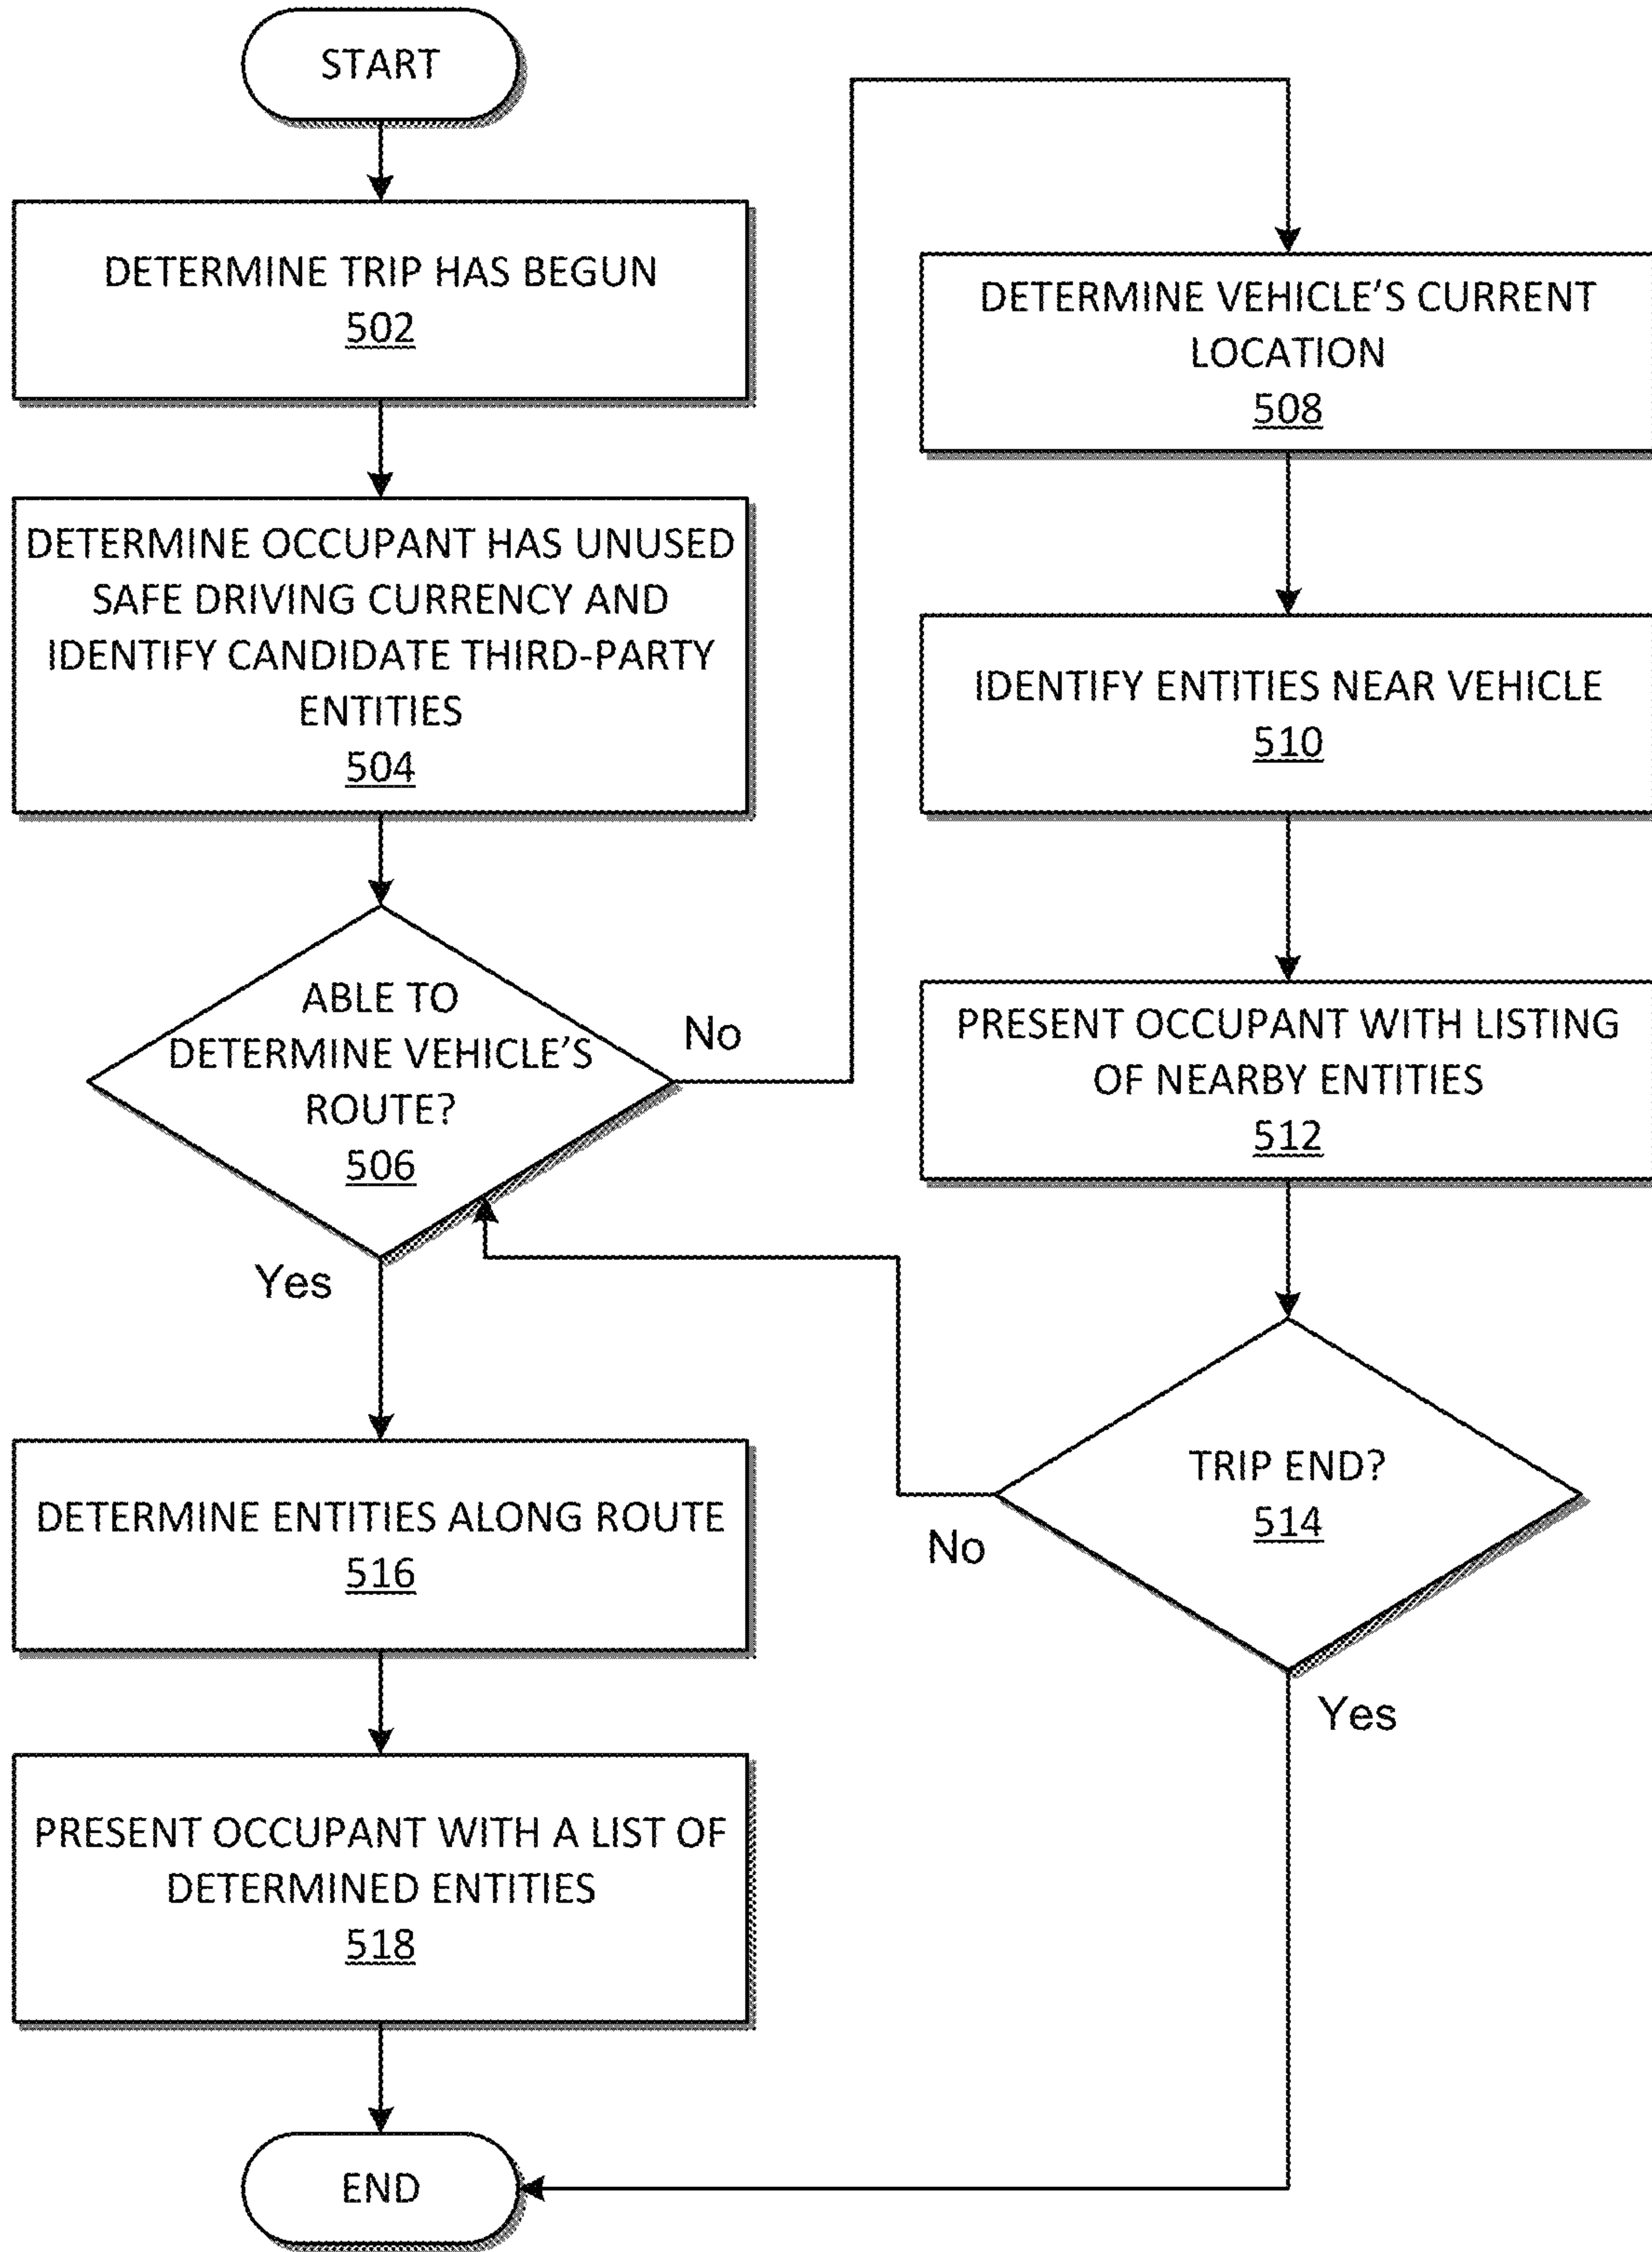 START
DETERMINE TRIP HAS BEGUN
502
DETERMINE OCCUPANT HAS UNUSED
SAFE DRIVING CURRENCY AND
IDENTIFY CANDIDATE THIRD-PARTY
ENTITIES
504
ABLE TO
DETERMINE VEHICLE'S
ROUTE?
506
No
Yes
DETERMINE VEHICLE'S CURRENT
LOCATION
508
IDENTIFY ENTITIES NEAR VEHICLE
510
PRESENT OCCUPANT WITH LISTING
OF NEARBY ENTITIES
512
TRIP END?
514
No
Yes
DETERMINE ENTITIES ALONG ROUTE
516
PRESENT OCCUPANT WITH A LIST OF
DETERMINED ENTITIES
518
END